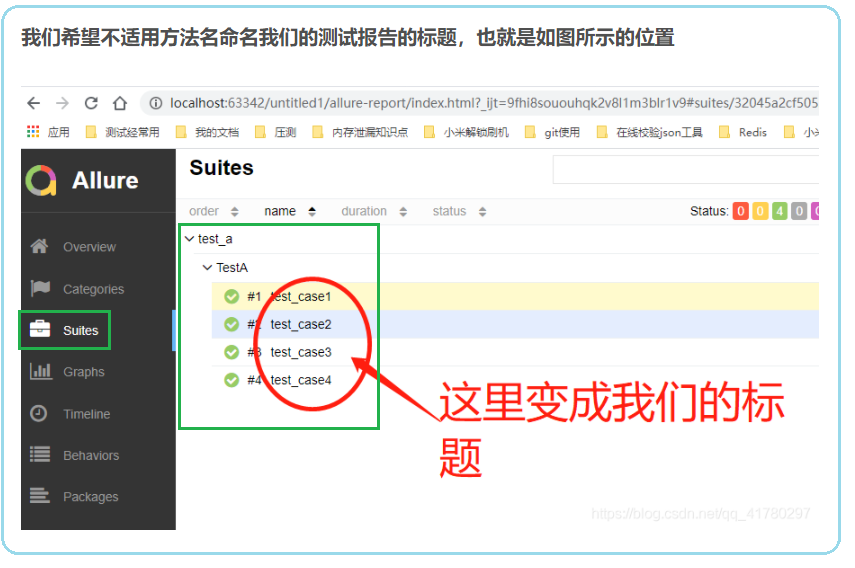 我们希望不适用方法名命名我们的测试报告的标题，也就是如图所示的位置
localhost:63342/untitled1/allure-report/index.html?_ijt=9fhi8sououhqk2v8l1m3blr1v9#suites/32045a2cf505
应用 测试经常用 我的文档 压测 内存泄漏知识点 小米解锁刷机 git使用 在线校验json工具 Redis 小米
Allure
Suites
order name duration status Status: 0 0 4 0 0
Overview
Categories
Suites
Graphs
Timeline
Behaviors
Packages
test_a
TestA
#1 test_case1
#2 test_case2
#3 test_case3
#4 test_case4
这里变成我们的标
题
https://blog.csdn.net/qq_41780297